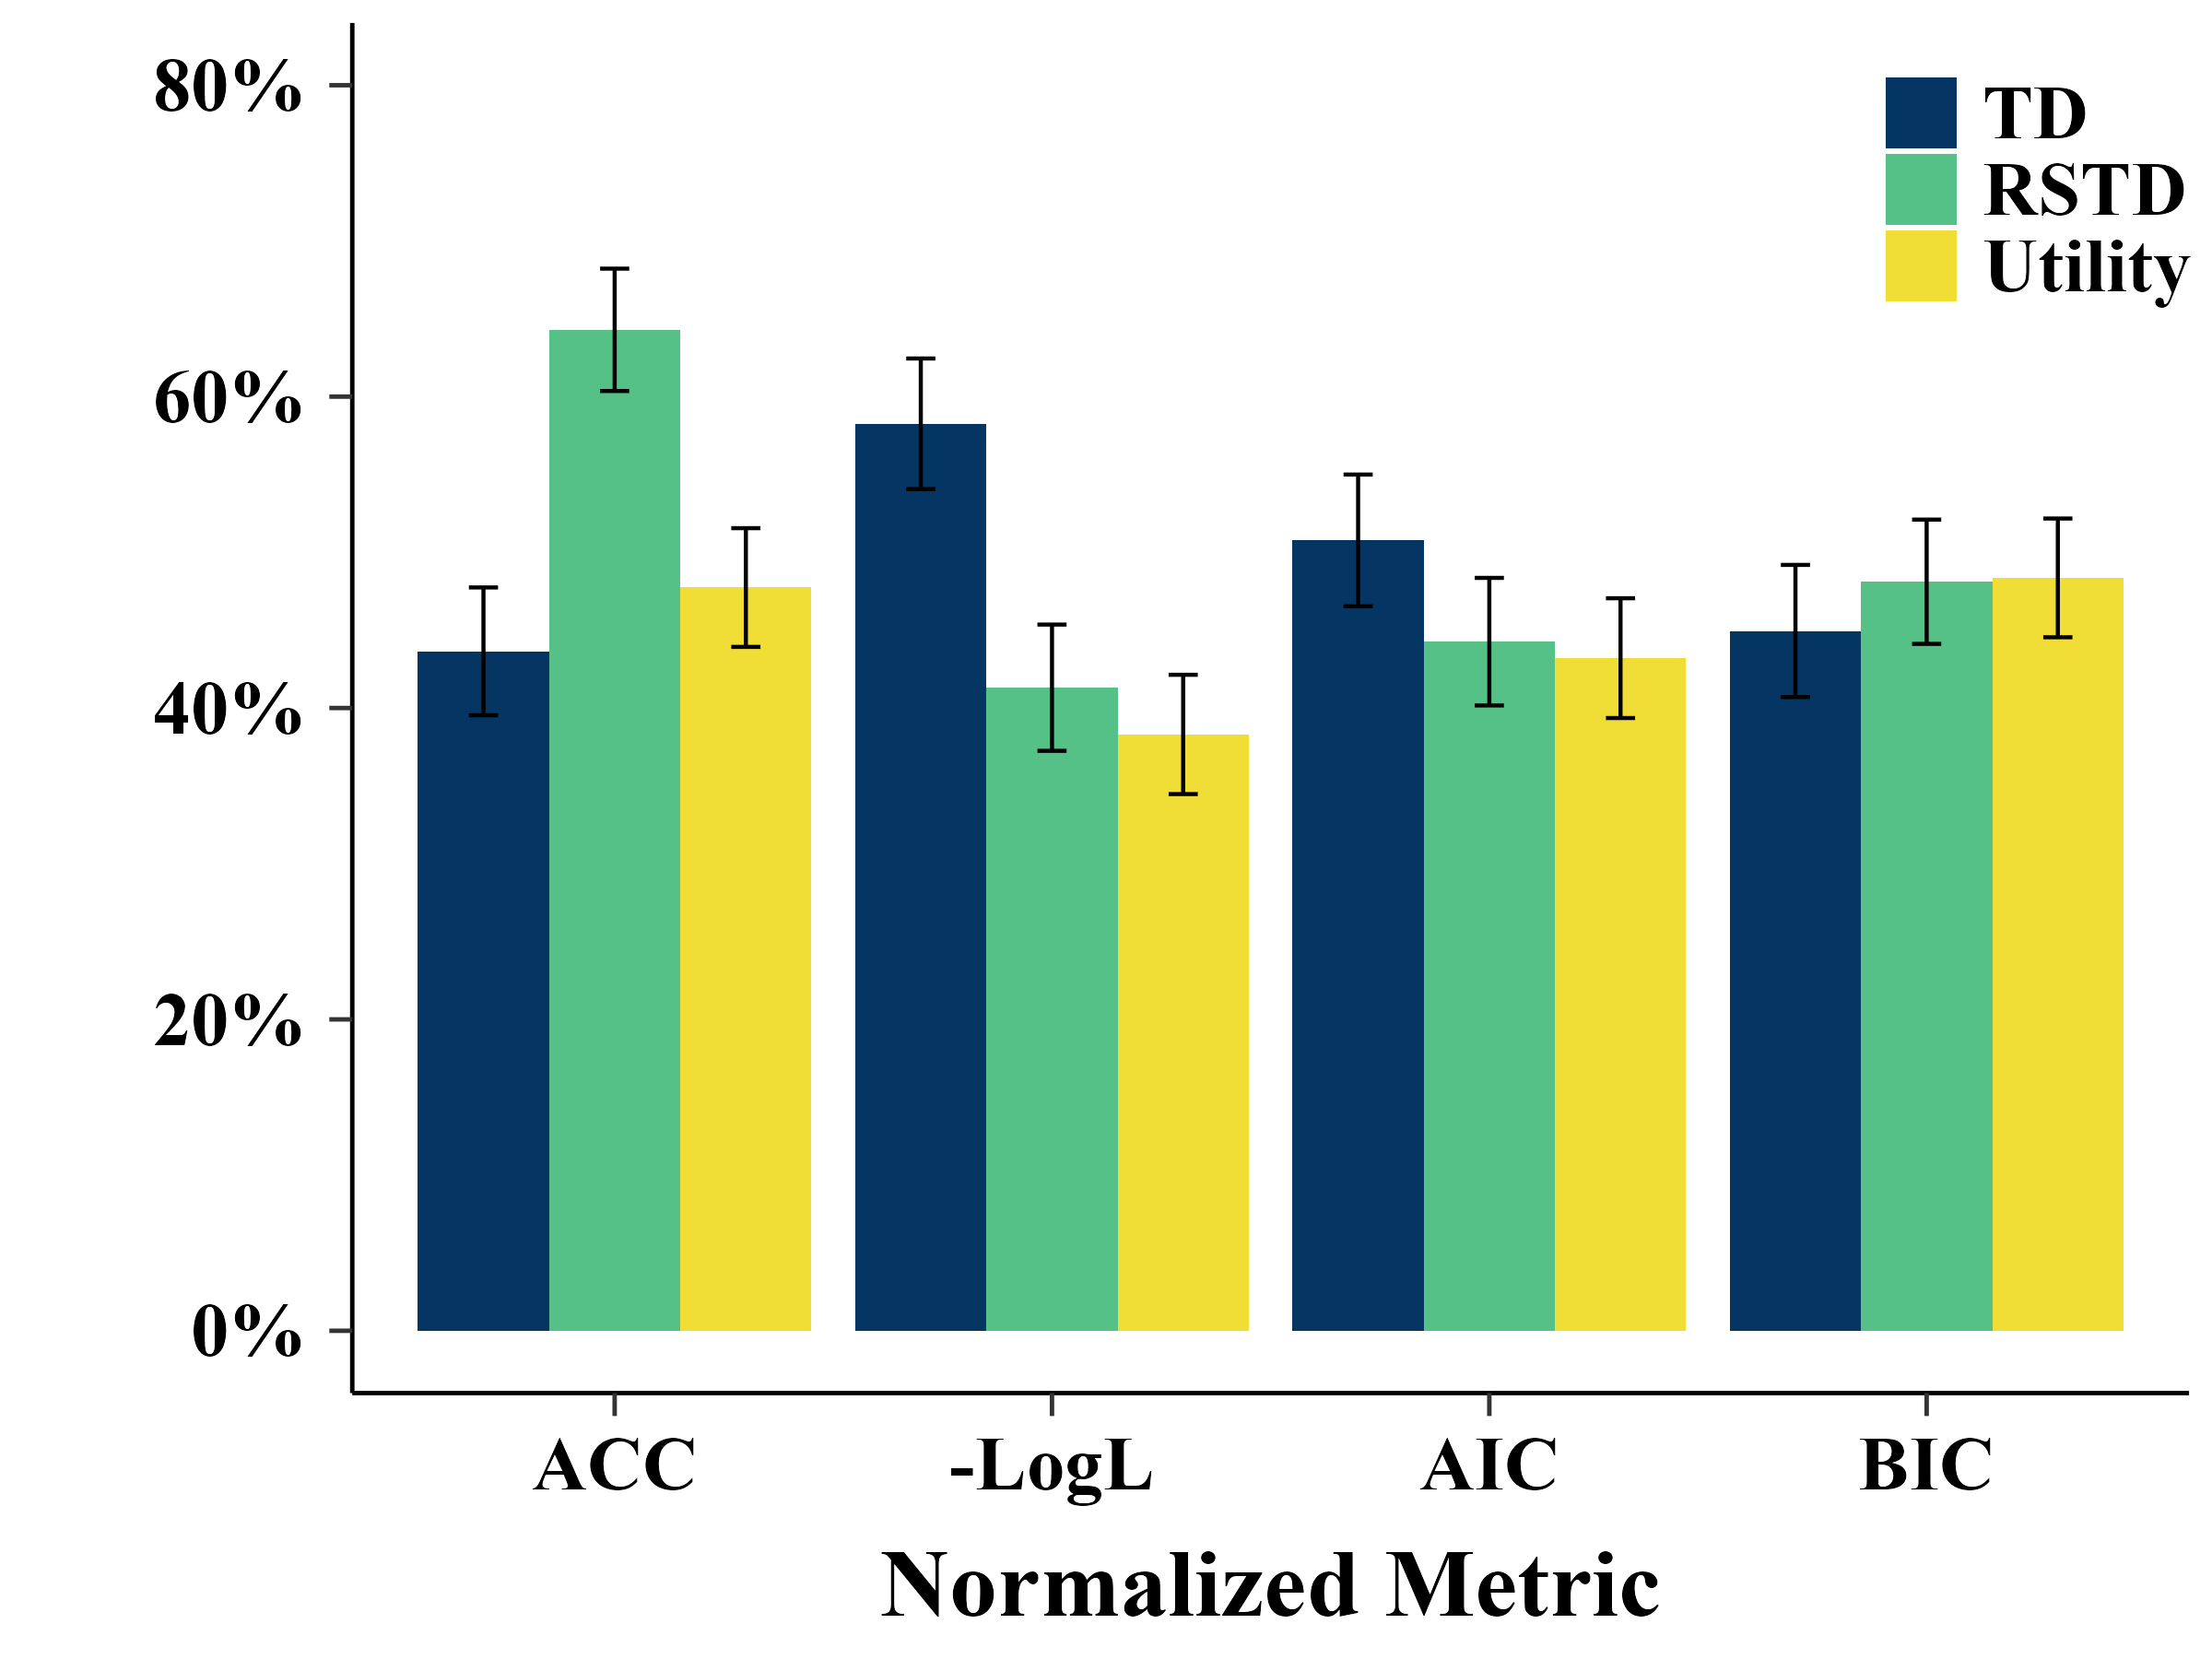 80%
60%
40%
20%
0%
TD
RSTD
Utility
ACC -LogL AIC BIC
Normalized Metric